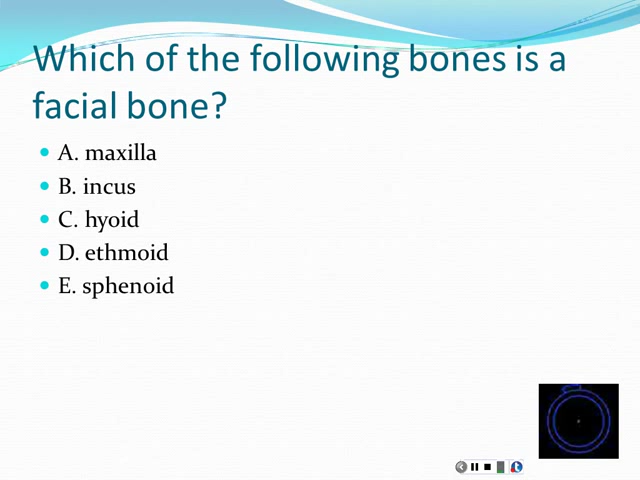 Which of the following bones is a
facial bone?
A. maxilla
B. incus
C. hyoid
D. ethmoid
E. sphenoid